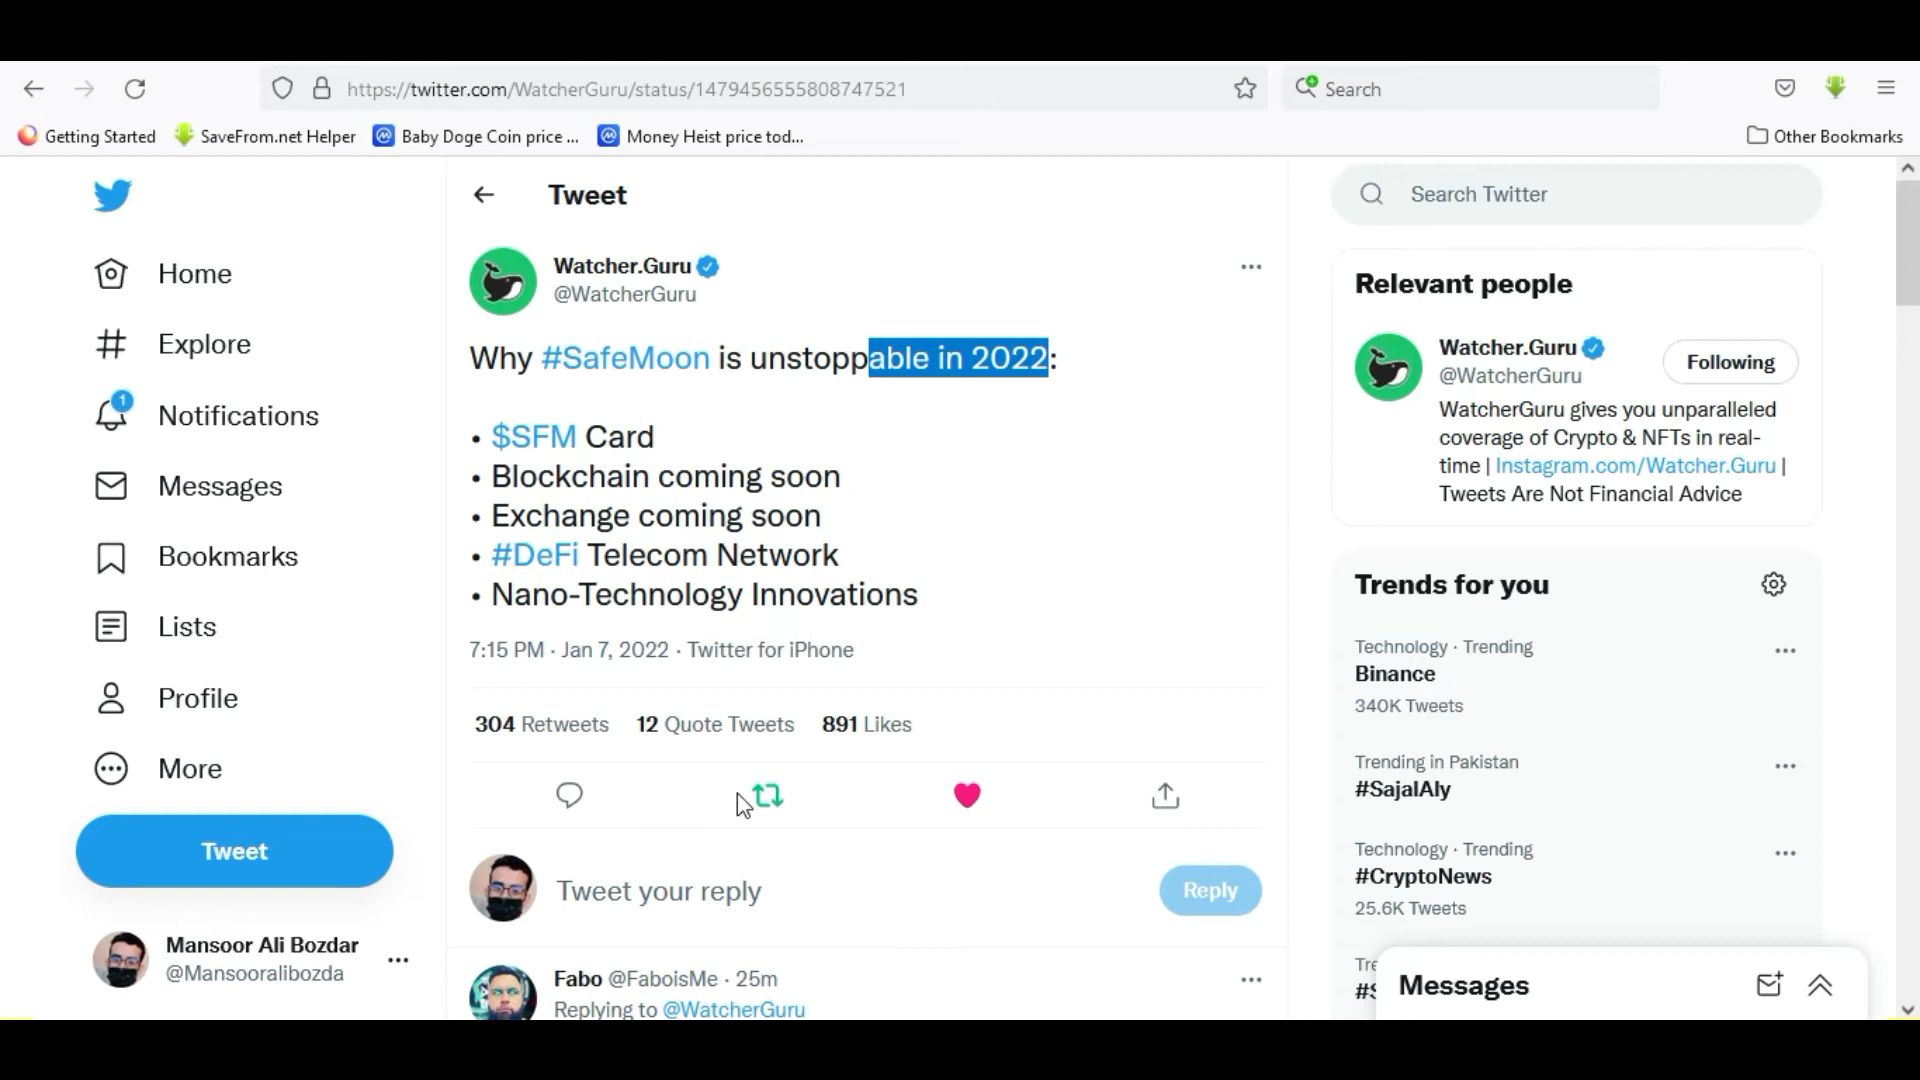 https://twitter.com/WatcherGuru/status/1479456555808747521
Search
Getting Started
SaveFrom.net Helper
Baby Doge Coin price ...
Money Heist price tod...
Other Bookmarks
Home
Explore
1
Notifications
Messages
Bookmarks
Lists
Profile
More
Tweet
Mansoor Ali Bozdar
@Mansooralibozda
Tweet
Watcher.Guru
@WatcherGuru
Why #SafeMoon is unstoppable in 2022:
• $SFM Card
• Blockchain coming soon
• Exchange coming soon
• #DeFi Telecom Network
• Nano-Technology Innovations
7:15 PM · Jan 7, 2022 · Twitter for iPhone
304 Retweets 12 Quote Tweets 891 Likes
Tweet your reply
Reply
Fabo @FaboisMe · 25m
Replying to @WatcherGuru
Search Twitter
Relevant people
Watcher.Guru
@WatcherGuru
Following
WatcherGuru gives you unparalleled
coverage of Crypto & NFTs in real-
time | Instagram.com/Watcher.Guru |
Tweets Are Not Financial Advice
Trends for you
Technology · Trending
Binance
340K Tweets
Trending in Pakistan
#SajalAly
Technology · Trending
#CryptoNews
25.6K Tweets
Messages